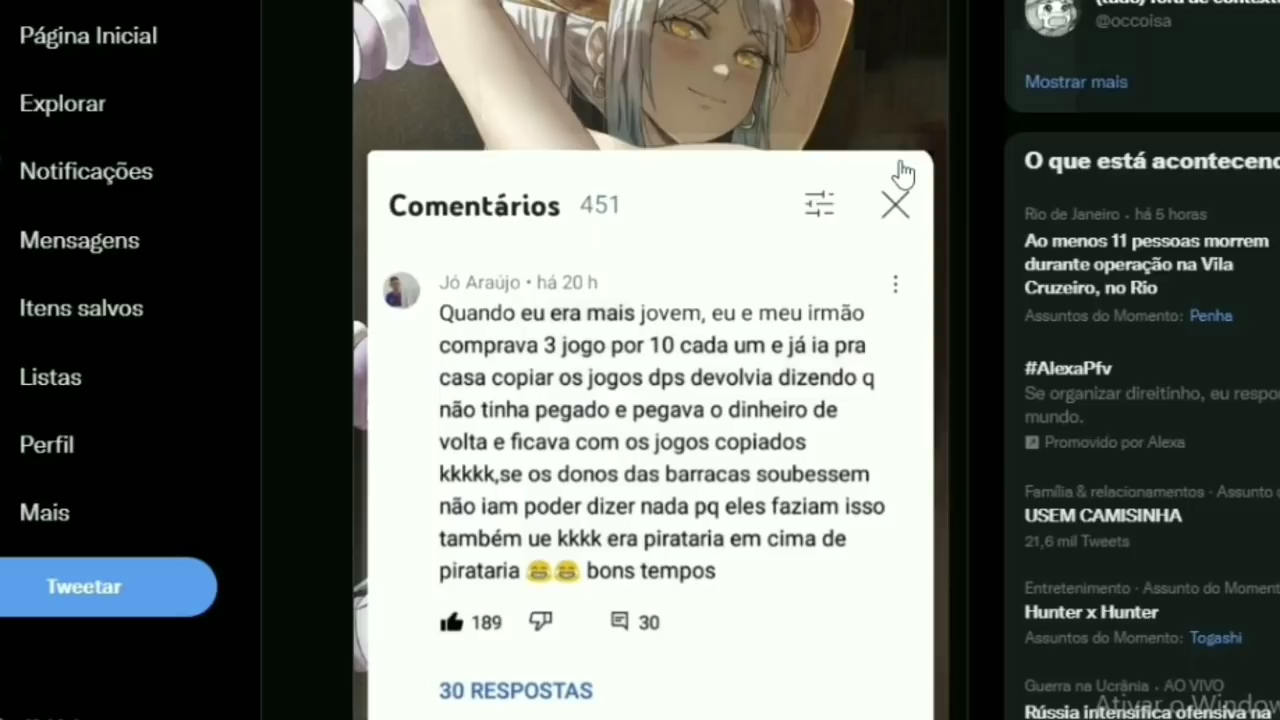 Página Inicial
Explorar
Notificações
Mensagens
Itens salvos
Listas
Perfil
Mais
Tweetar
Comentários 451
Jó Araújo • há 20 h
Quando eu era mais jovem, eu e meu irmão
comprava 3 jogo por 10 cada um e já ia pra
casa copiar os jogos dps devolvia dizendo q
não tinha pegado e pegava o dinheiro de
volta e ficava com os jogos copiados
kkkkk,se os donos das barracas soubessem
não iam poder dizer nada pq eles faziam isso
também ue kkkk era pirataria em cima de
pirataria 😂😂 bons tempos
189 30
30 RESPOSTAS
@occoisa
Mostrar mais
O que está acontecend
Rio de Janeiro · há 5 horas
Ao menos 11 pessoas morrem
durante operação na Vila
Cruzeiro, no Rio
Assuntos do Momento: Penha
#AlexaPfv
Se organizar direitinho, eu respo
mundo.
Promovido por Alexa
Família & relacionamentos · Assunto d
USEM CAMISINHA
21,6 mil Tweets
Entretenimento · Assunto do Moment
Hunter x Hunter
Assuntos do Momento: Togashi
Guerra na Ucrânia · AO VIVO
Rússia intensifica ofensiva na
Ativar o Window